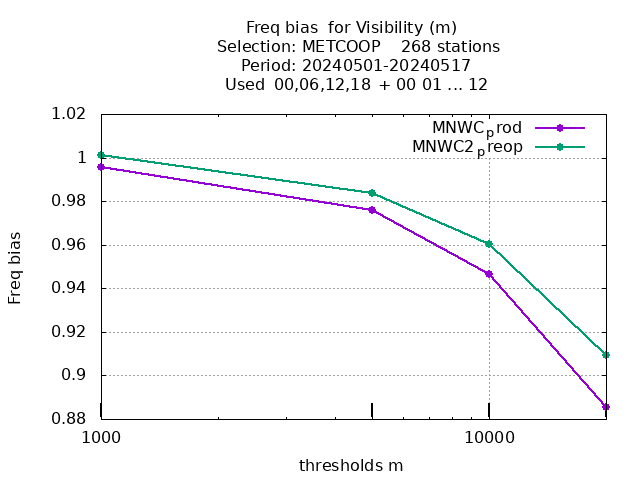 Freq bias  for Visibility (m)
Selection: METCOOP    268 stations
Period: 20240501-20240517
Used  00,06,12,18  + 00 01 ... 12
1.02
1
0.98
0.96
0.94
0.92
0.9
0.88
Freq bias
MNWCprod
MNWC2preop
1000
10000
thresholds m